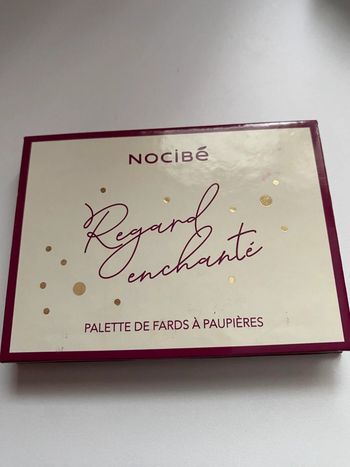 NOCIBÉ
Regard
enchanté
PALETTE DE FARDS À PAUPIÈRES